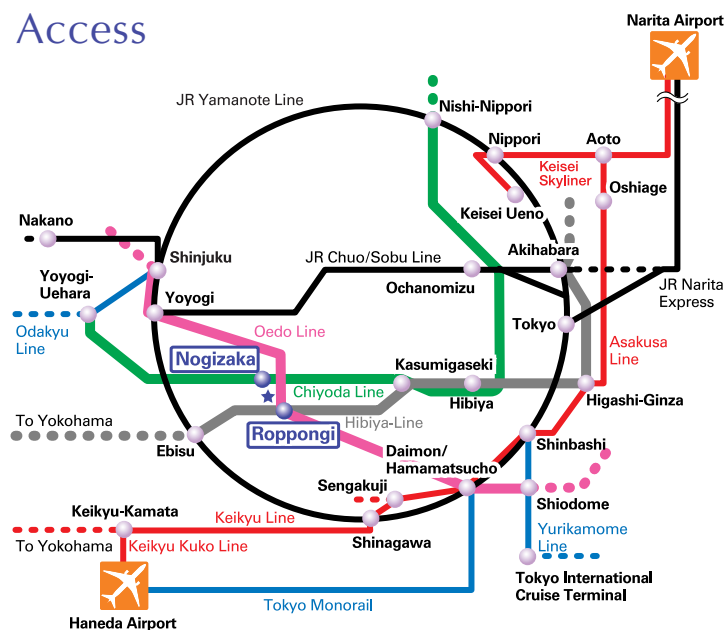 Access
Narita Airport
JR Yamanote Line
Nishi-Nippori
Nippori
Aoto
Keisei
Skyliner
Oshiage
Keisei Ueno
Nakano
Shinjuku
JR Chuo/Sobu Line
Akihabara
Ochanomizu
Yoyogi-
Uehara
Yoyogi
JR Narita
Express
Odakyu
Line
Oedo Line
Tokyo
Nogizaka
Kasumigaseki
Asakusa
Line
Chiyoda Line
Hibiya
Higashi-Ginza
To Yokohama
Hibiya-Line
Roppongi
Ebisu
Shinbashi
Daimon/
Hamamatsucho
Sengakuji
Shiodome
Keikyu-Kamata
Keikyu Line
To Yokohama
Keikyu Kuko Line
Shinagawa
Yurikamome
Line
Tokyo International
Cruise Terminal
Tokyo Monorail
Haneda Airport